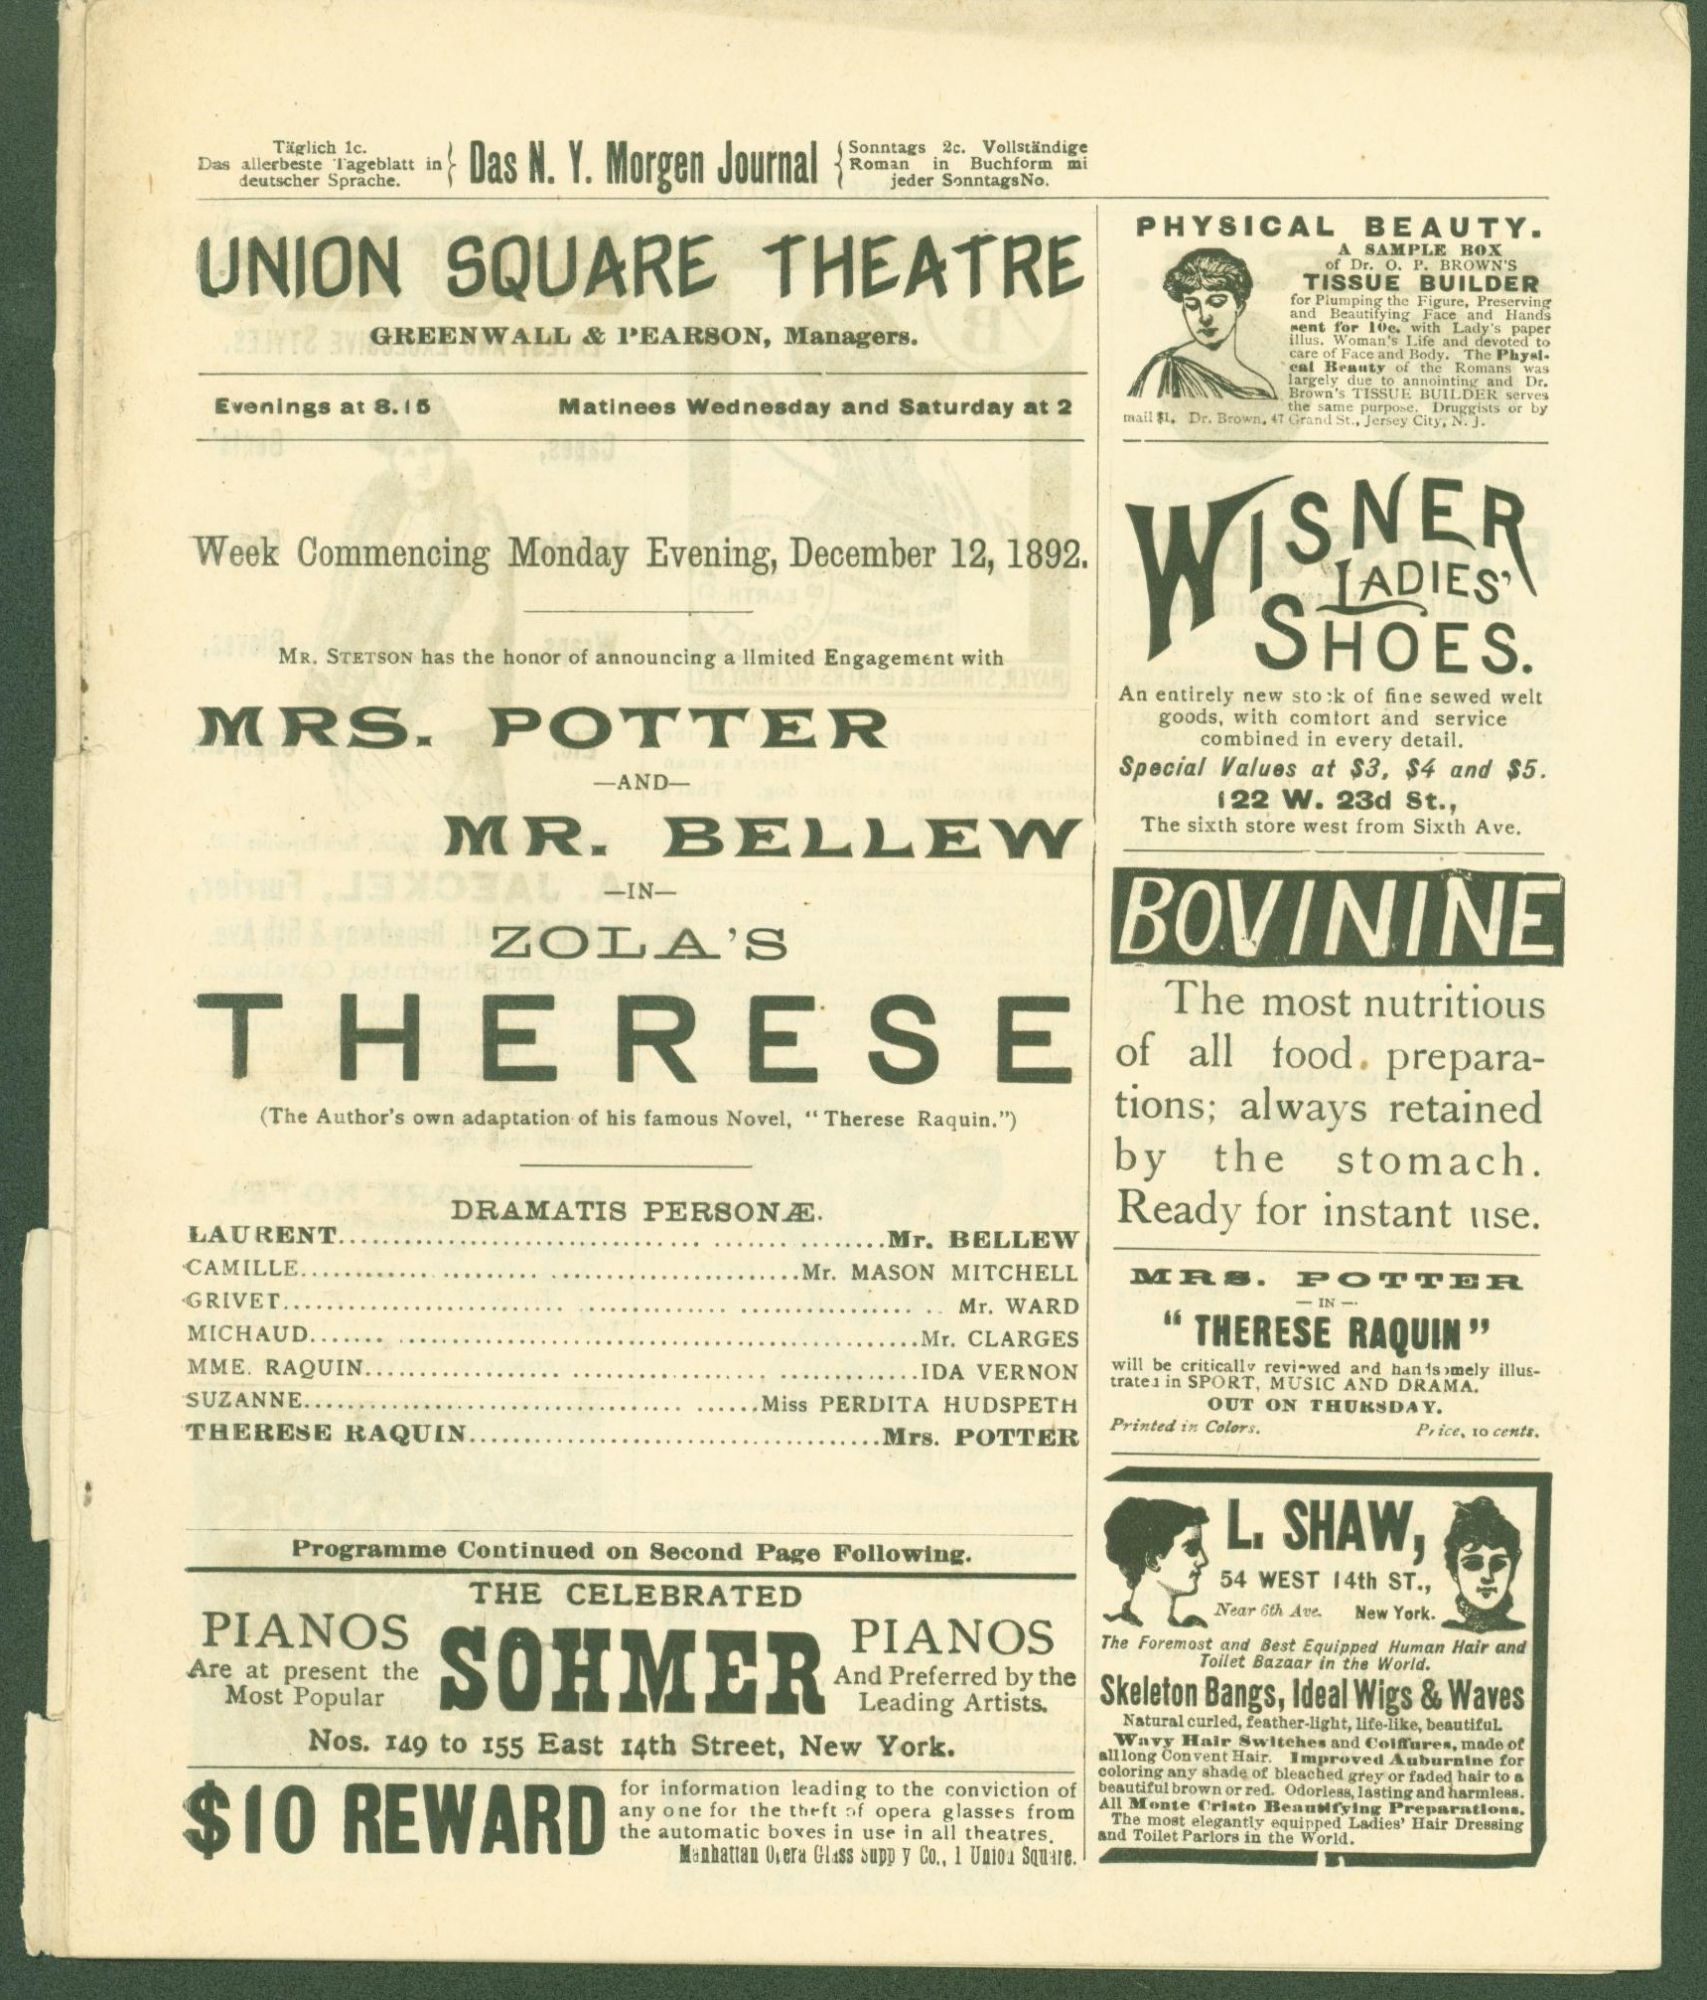 Täglich 1c.
Das allerbeste Tageblatt in
deutscher Sprache.
Das N. Y. Morgen Journal
Sonntags 2c. Vollständige
Roman in Buchform mi
jeder SonntagsNo.
UNION SQUARE THEATRE
GREENWALL & PEARSON, Managers.
Evenings at 8.15 Matinees Wednesday and Saturday at 2
Week Commencing Monday Evening, December 12, 1892.
MR. STETSON has the honor of announcing a limited Engagement with
MRS. POTTER
—AND—
MR. BELLEW
—IN—
ZOLA'S
THERESE
(The Author's own adaptation of his famous Novel, "Therese Raquin.")
DRAMATIS PERSONÆ.
LAURENT........................................Mr. BELLEW
CAMILLE........................................Mr. MASON MITCHELL
GRIVET........................................Mr. WARD
MICHAUD........................................Mr. CLARGES
MME. RAQUIN........................................IDA VERNON
SUZANNE........................................Miss PERDITA HUDSPETH
THERESE RAQUIN........................................Mrs. POTTER
Programme Continued on Second Page Following.
THE CELEBRATED
PIANOS SOHMER PIANOS
Are at present the
Most Popular
And Preferred by the
Leading Artists.
Nos. 149 to 155 East 14th Street, New York.
$10 REWARD
for information leading to the conviction of
any one for the theft of opera glasses from
the automatic boxes in use in all theatres.
Manhattan Opera Glass Supp y Co., 1 Union Square.
PHYSICAL BEAUTY.
A SAMPLE BOX
of Dr. O. P. BROWN'S
TISSUE BUILDER
for Plumping the Figure, Preserving
and Beautifying Face and Hands
sent for 10c. with Lady's paper
illus. Woman's Life and devoted to
care of Face and Body. The Physi-
cal Beauty of the Romans was
largely due to annointing and Dr.
Brown's TISSUE BUILDER serves
the same purpose. Druggists or by
mail $1. Dr. Brown, 47 Grand St., Jersey City, N. J.
WISNER
LADIES'
SHOES.
An entirely new stock of fine sewed welt
goods, with comfort and service
combined in every detail.
Special Values at $3, $4 and $5.
122 W. 23d St.,
The sixth store west from Sixth Ave.
BOVININE
The most nutritious
of all food prepara-
tions; always retained
by the stomach.
Ready for instant use.
MRS. POTTER
— IN —
"THERESE RAQUIN"
will be critically reviewed and handsomely illus-
trated in SPORT, MUSIC AND DRAMA.
OUT ON THURSDAY.
Printed in Colors. Price, 10 cents.
L. SHAW,
54 WEST 14th ST.,
Near 6th Ave. New York.
The Foremost and Best Equipped Human Hair and
Toilet Bazaar in the World.
Skeleton Bangs, Ideal Wigs & Waves
Natural curled, feather-light, life-like, beautiful.
Wavy Hair Switches and Coiffures, made of
all long Convent Hair. Improved Auburnine for
coloring any shade of bleached grey or faded hair to a
beautiful brown or red. Odorless, lasting and harmless.
All Monte Cristo Beautifying Preparations.
The most elegantly equipped Ladies' Hair Dressing
and Toilet Parlors in the World.